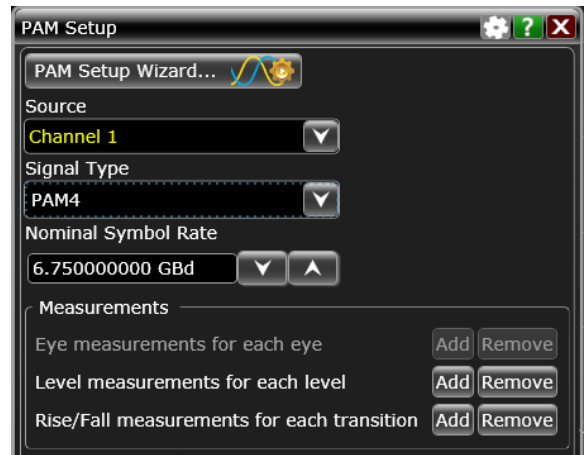 PAM Setup
?
X
PAM Setup Wizard...
Source
Channel 1
Signal Type
PAM4
Nominal Symbol Rate
6.750000000 GBd
Measurements
Eye measurements for each eye Add Remove
Level measurements for each level Add Remove
Rise/Fall measurements for each transition Add Remove